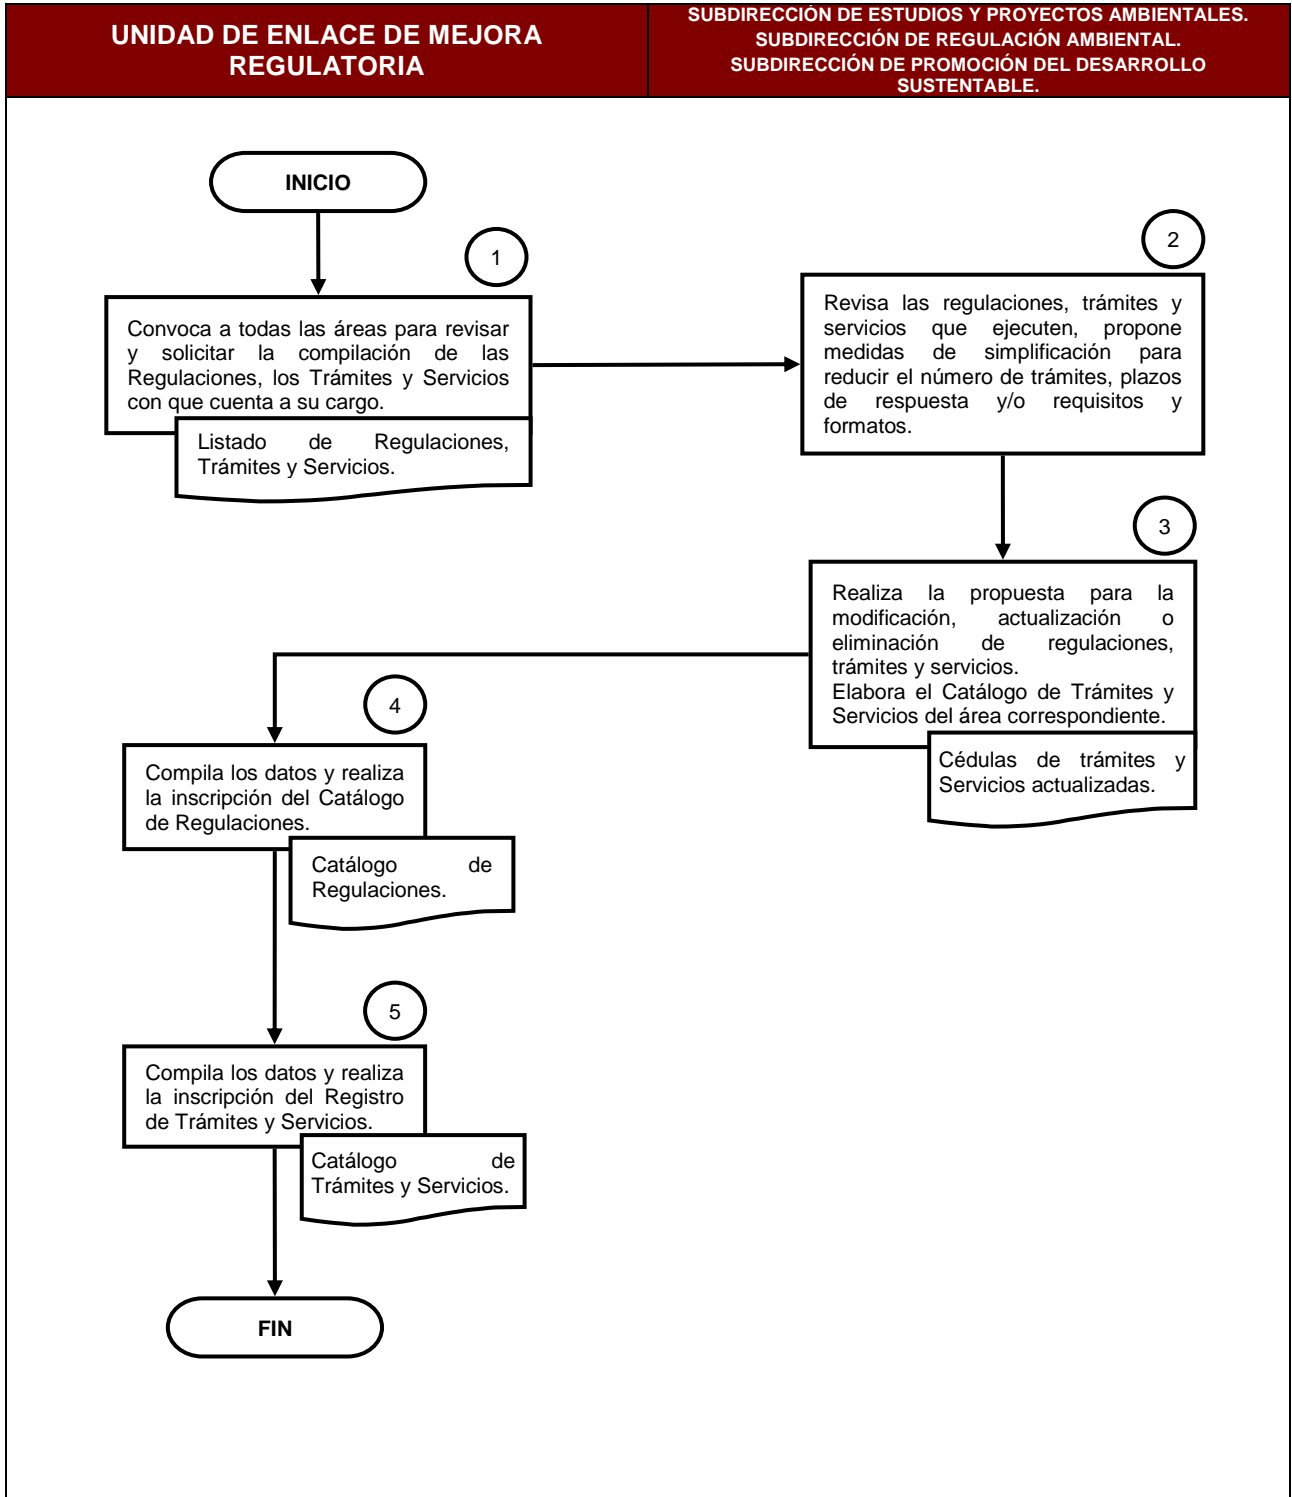 UNIDAD DE ENLACE DE MEJORA
REGULATORIA
SUBDIRECCIÓN DE ESTUDIOS Y PROYECTOS AMBIENTALES.
SUBDIRECCIÓN DE REGULACIÓN AMBIENTAL.
SUBDIRECCIÓN DE PROMOCIÓN DEL DESARROLLO
SUSTENTABLE.
INICIO
1
Convoca a todas las áreas para revisar
y solicitar la compilación de las
Regulaciones, los Trámites y Servicios
con que cuenta a su cargo.
Listado de Regulaciones,
Trámites y Servicios.
2
Revisa las regulaciones, trámites y
servicios que ejecuten, propone
medidas de simplificación para
reducir el número de trámites, plazos
de respuesta y/o requisitos y
formatos.
3
Realiza la propuesta para la
modificación, actualización o
eliminación de regulaciones,
trámites y servicios.
Elabora el Catálogo de Trámites y
Servicios del área correspondiente.
Cédulas de trámites y
Servicios actualizadas.
4
Compila los datos y realiza
la inscripción del Catálogo
de Regulaciones.
Catálogo de
Regulaciones.
5
Compila los datos y realiza
la inscripción del Registro
de Trámites y Servicios.
Catálogo de
Trámites y Servicios.
FIN